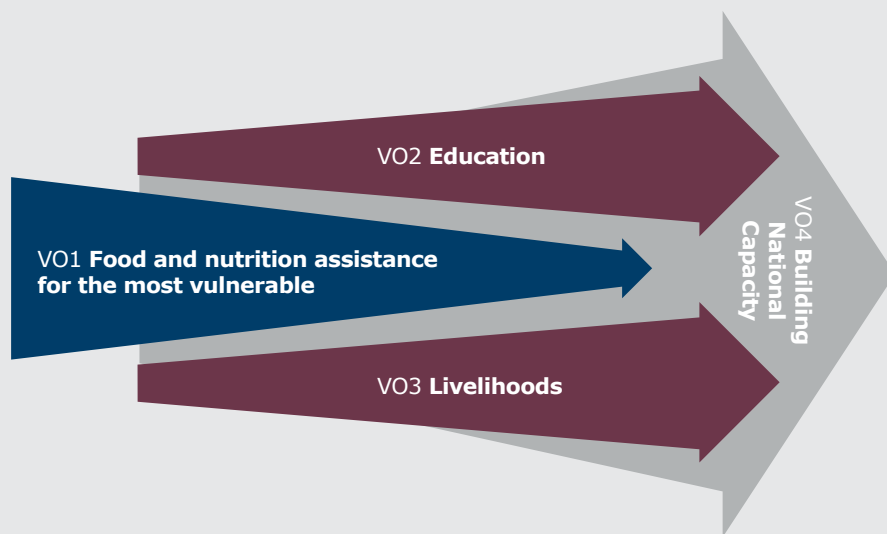 VO2 Education
VO1 Food and nutrition assistance
for the most vulnerable
VO3 Livelihoods
VO4 Building
National
Capacity